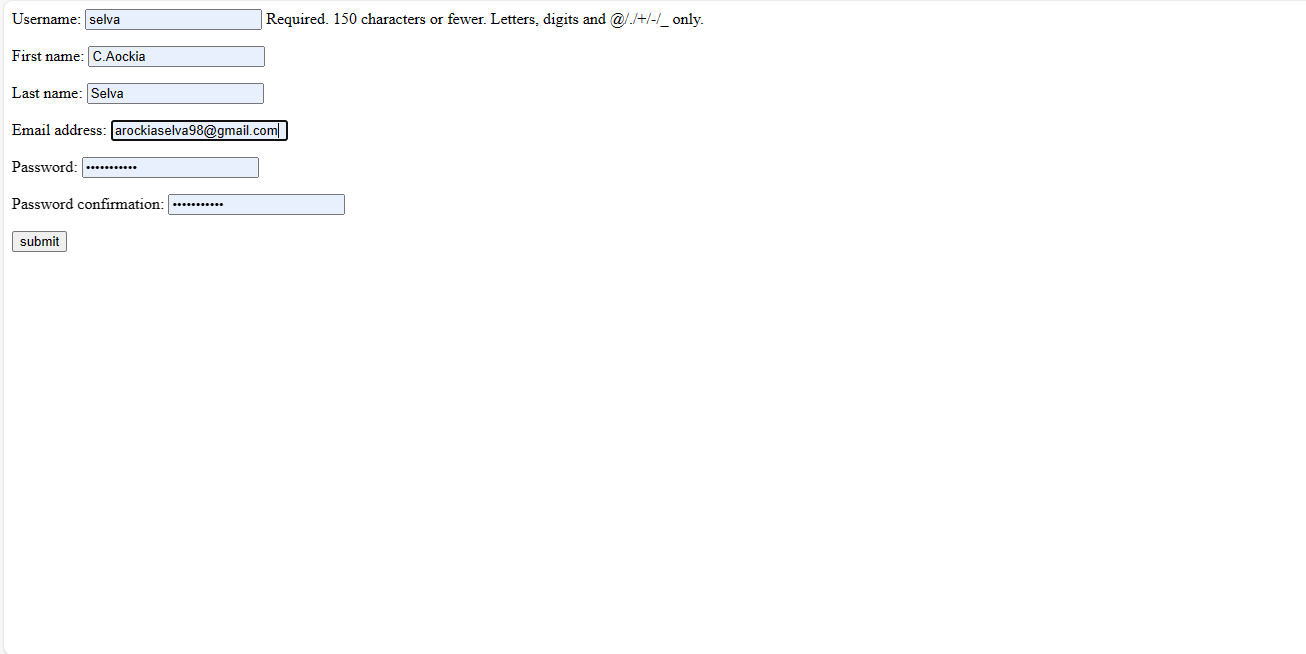 Username: selva Required. 150 characters or fewer. Letters, digits and @/./+/-/_ only.
First name: C.Aockia
Last name: Selva
Email address: arockiaselva98@gmail.com
Password: •••••••••••
Password confirmation: •••••••••••
submit